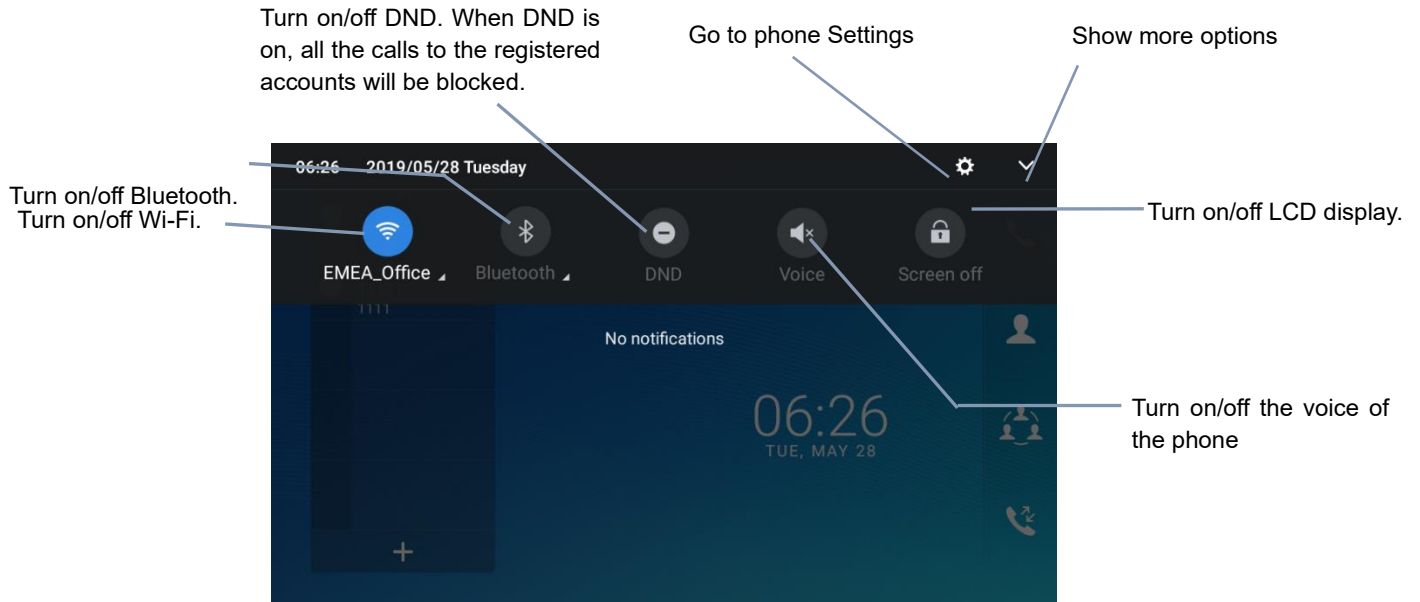 Turn on/off DND. When DND is
on, all the calls to the registered
accounts will be blocked.
Go to phone Settings
Show more options
06:26 2019/05/28 Tuesday
Turn on/off Bluetooth.
Turn on/off Wi-Fi.
Turn on/off LCD display.
EMEA_Office
Bluetooth
DND
Voice
Screen off
1111
No notifications
06:26
TUE, MAY 28
Turn on/off the voice of
the phone